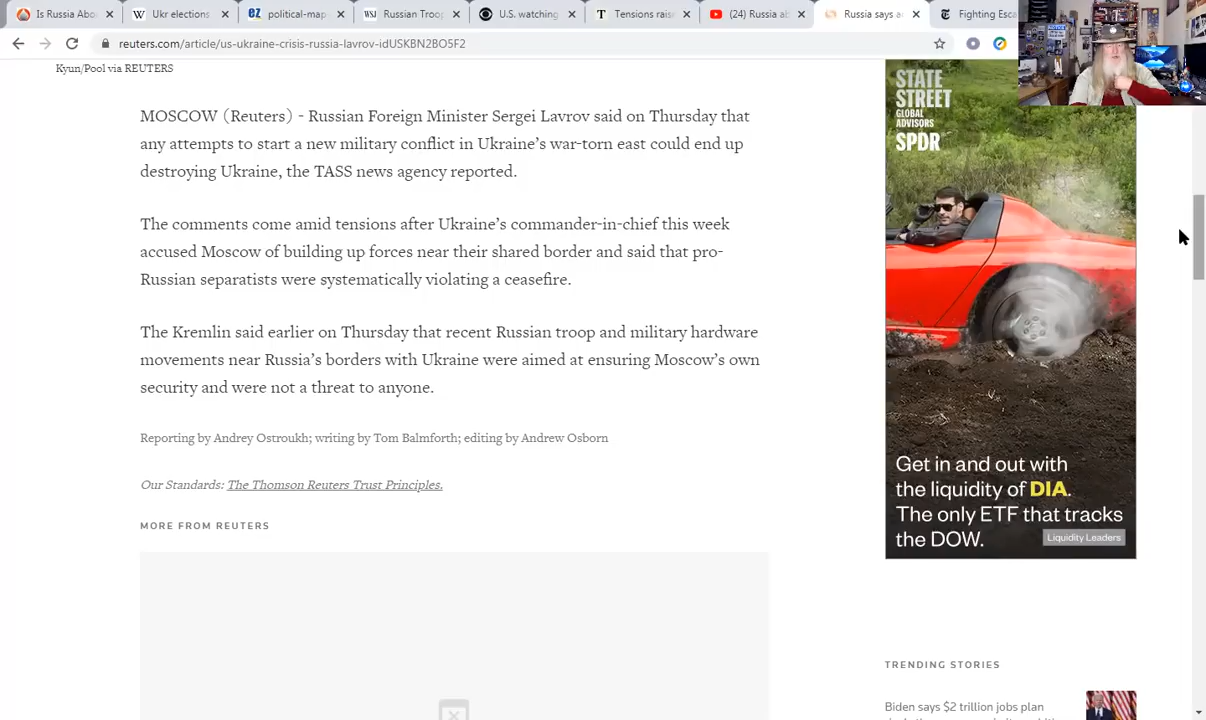 Is Russia Abo
Ukr elections
political-map
Russian Troo
U.S. watching
Tensions raise
(24) Russia ab
Russia says a
Fighting Esca
reuters.com/article/us-ukraine-crisis-russia-lavrov-idUSKBN2BO5F2
Kyun/Pool via REUTERS
MOSCOW (Reuters) - Russian Foreign Minister Sergei Lavrov said on Thursday that
any attempts to start a new military conflict in Ukraine’s war-torn east could end up
destroying Ukraine, the TASS news agency reported.
The comments come amid tensions after Ukraine’s commander-in-chief this week
accused Moscow of building up forces near their shared border and said that pro-
Russian separatists were systematically violating a ceasefire.
The Kremlin said earlier on Thursday that recent Russian troop and military hardware
movements near Russia’s borders with Ukraine were aimed at ensuring Moscow’s own
security and were not a threat to anyone.
Reporting by Andrey Ostroukh; writing by Tom Balmforth; editing by Andrew Osborn
Our Standards: The Thomson Reuters Trust Principles.
MORE FROM REUTERS
STATE
STREET
GLOBAL
ADVISORS
SPDR
Get in and out with
the liquidity of DIA.
The only ETF that tracks
the DOW.
Liquidity Leaders
TRENDING STORIES
Biden says $2 trillion jobs plan